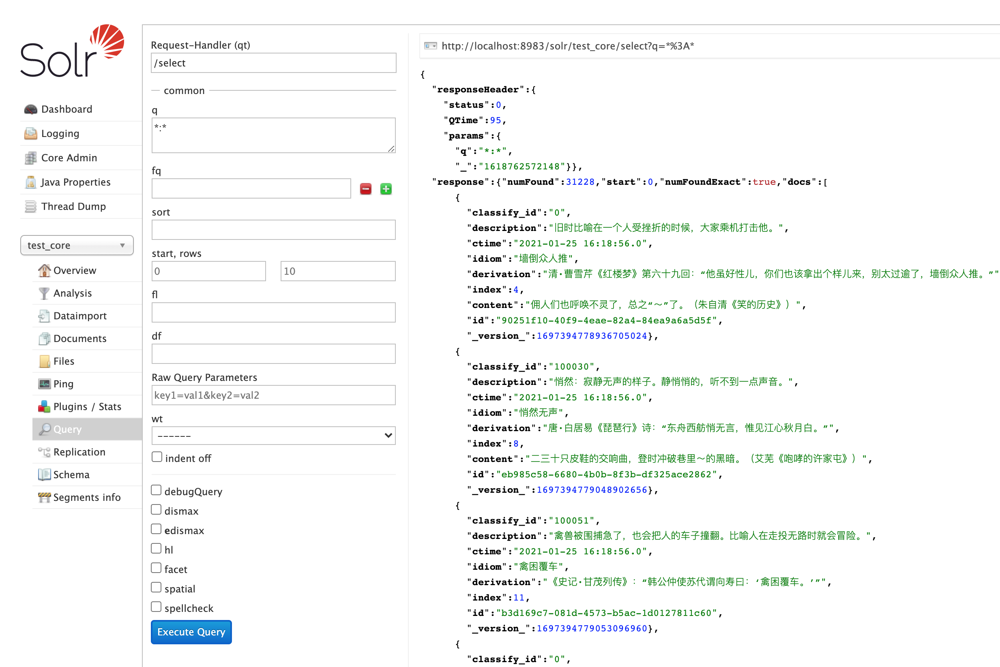 Solr
Dashboard
Logging
Core Admin
Java Properties
Thread Dump
test_core
Overview
Analysis
Dataimport
Documents
Files
Ping
Plugins / Stats
Query
Replication
Schema
Segments info
Request-Handler (qt)
/select
common
q
*:*
fq
sort
start, rows
0 10
fl
df
Raw Query Parameters
key1=val1&key2=val2
wt
------
indent off
debugQuery
dismax
edismax
hl
facet
spatial
spellcheck
Execute Query
http://localhost:8983/solr/test_core/select?q=*%3A*
{
"responseHeader":{
"status":0,
"QTime":95,
"params":{
"q":"*:*",
"_":"1618762572148"}},
"response":{"numFound":31228,"start":0,"numFoundExact":true,"docs":[
{
"classify_id":"0",
"description":"旧时比喻在一个人受挫折的时候，大家乘机打击他。",
"ctime":"2021-01-25 16:18:56.0",
"idiom":"墙倒众人推",
"derivation":"清·曹雪芹《红楼梦》第六十九回：“他虽好性儿，你们也该拿出个样儿来，别太过逾了，墙倒众人推。”"
"index":4,
"content":"佣人们也呼唤不灵了，总之“～”了。（朱自清《笑的历史》）",
"id":"90251f10-40f9-4eae-82a4-84ea9a6a5d5f",
"_version_":1697394778936705024},
{
"classify_id":"100030",
"description":"悄然：寂静无声的样子。静悄悄的，听不到一点声音。",
"ctime":"2021-01-25 16:18:56.0",
"idiom":"悄然无声",
"derivation":"唐·白居易《琵琶行》诗：“东舟西舫悄无言，惟见江心秋月白。”",
"index":8,
"content":"二三十只皮鞋的交响曲，登时冲破巷里～的黑暗。（艾芜《咆哮的许家屯》）",
"id":"eb985c58-6680-4b0b-8f3b-df325ace2862",
"_version_":1697394779048902656},
{
"classify_id":"100051",
"description":"禽兽被围捕急了，也会把人的车子撞翻。比喻人在走投无路时就会冒险。",
"ctime":"2021-01-25 16:18:56.0",
"idiom":"禽困覆车",
"derivation":"《史记·甘茂列传》：“韩公仲使苏代谓向寿曰：‘禽困覆车。’”",
"index":11,
"id":"b3d169c7-081d-4573-b5ac-1d0127811c60",
"_version_":1697394779053096960},
{
"classify_id":"0",